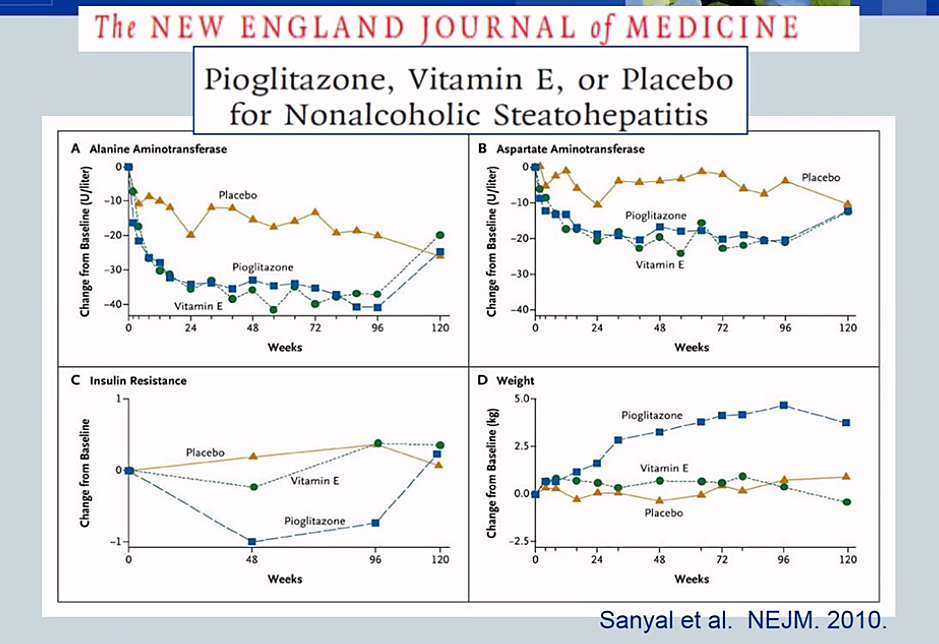 The NEW ENGLAND JOURNAL of MEDICINE
Pioglitazone, Vitamin E, or Placebo
for Nonalcoholic Steatohepatitis
A Alanine Aminotransferase
Change from Baseline (U/liter)
0
−10
−20
−30
−40
Placebo
Pioglitazone
Vitamin E
0 24 48 72 96 120
Weeks
B Aspartate Aminotransferase
Change from Baseline (U/liter)
0
−10
−20
−30
−40
Placebo
Pioglitazone
Vitamin E
0 24 48 72 96 120
Weeks
C Insulin Resistance
Change from Baseline
1
0
−1
Placebo
Vitamin E
Pioglitazone
0 48 96 120
Weeks
D Weight
Change from Baseline (kg)
5.0
2.5
0.0
−2.5
Pioglitazone
Vitamin E
Placebo
0 24 48 72 96 120
Weeks
Sanyal et al. NEJM. 2010.